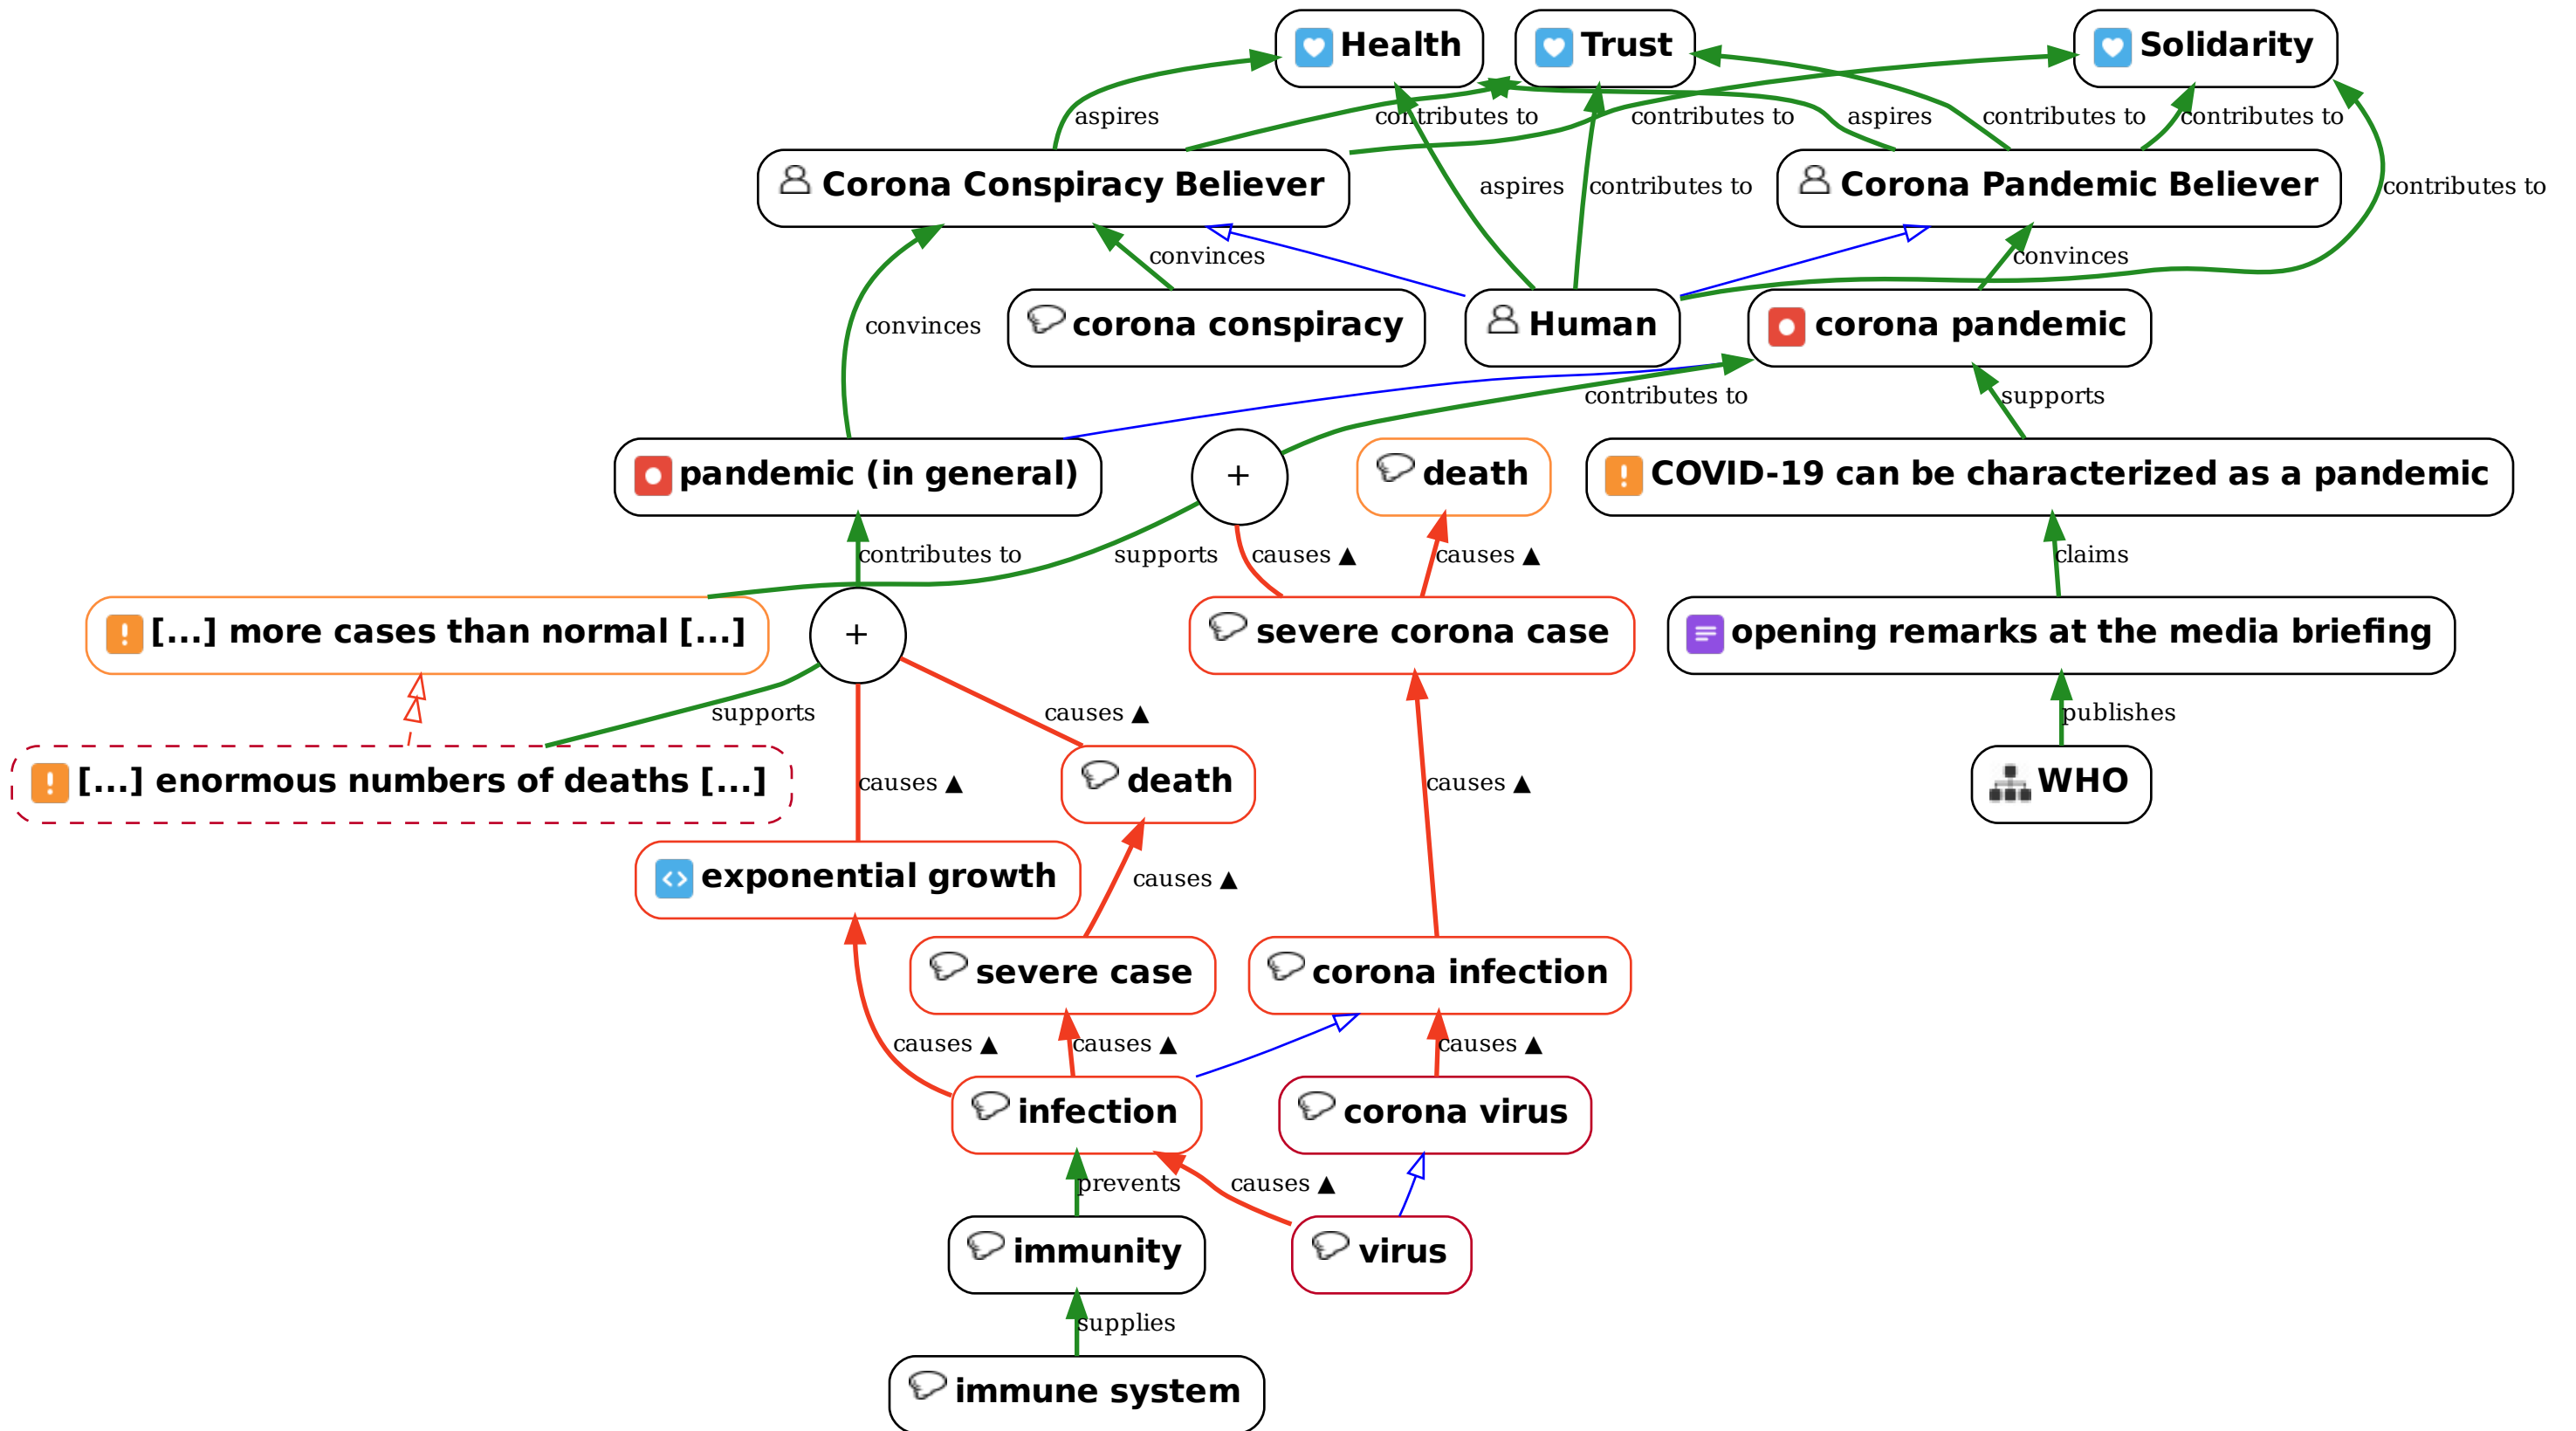 Health
Trust
Solidarity
aspires
contributes to
contributes to
aspires
contributes to
contributes to
Corona Conspiracy Believer
aspires
contributes to
Corona Pandemic Believer
contributes to
convinces
convinces
convinces
corona conspiracy
Human
corona pandemic
contributes to
supports
pandemic (in general)
+
death
COVID-19 can be characterized as a pandemic
contributes to
supports
causes ▲
causes ▲
claims
[...] more cases than normal [...]
+
severe corona case
opening remarks at the media briefing
supports
causes ▲
publishes
[...] enormous numbers of deaths [...]
causes ▲
death
causes ▲
WHO
exponential growth
causes ▲
severe case
corona infection
causes ▲
causes ▲
causes ▲
infection
corona virus
prevents
causes ▲
immunity
virus
supplies
immune system